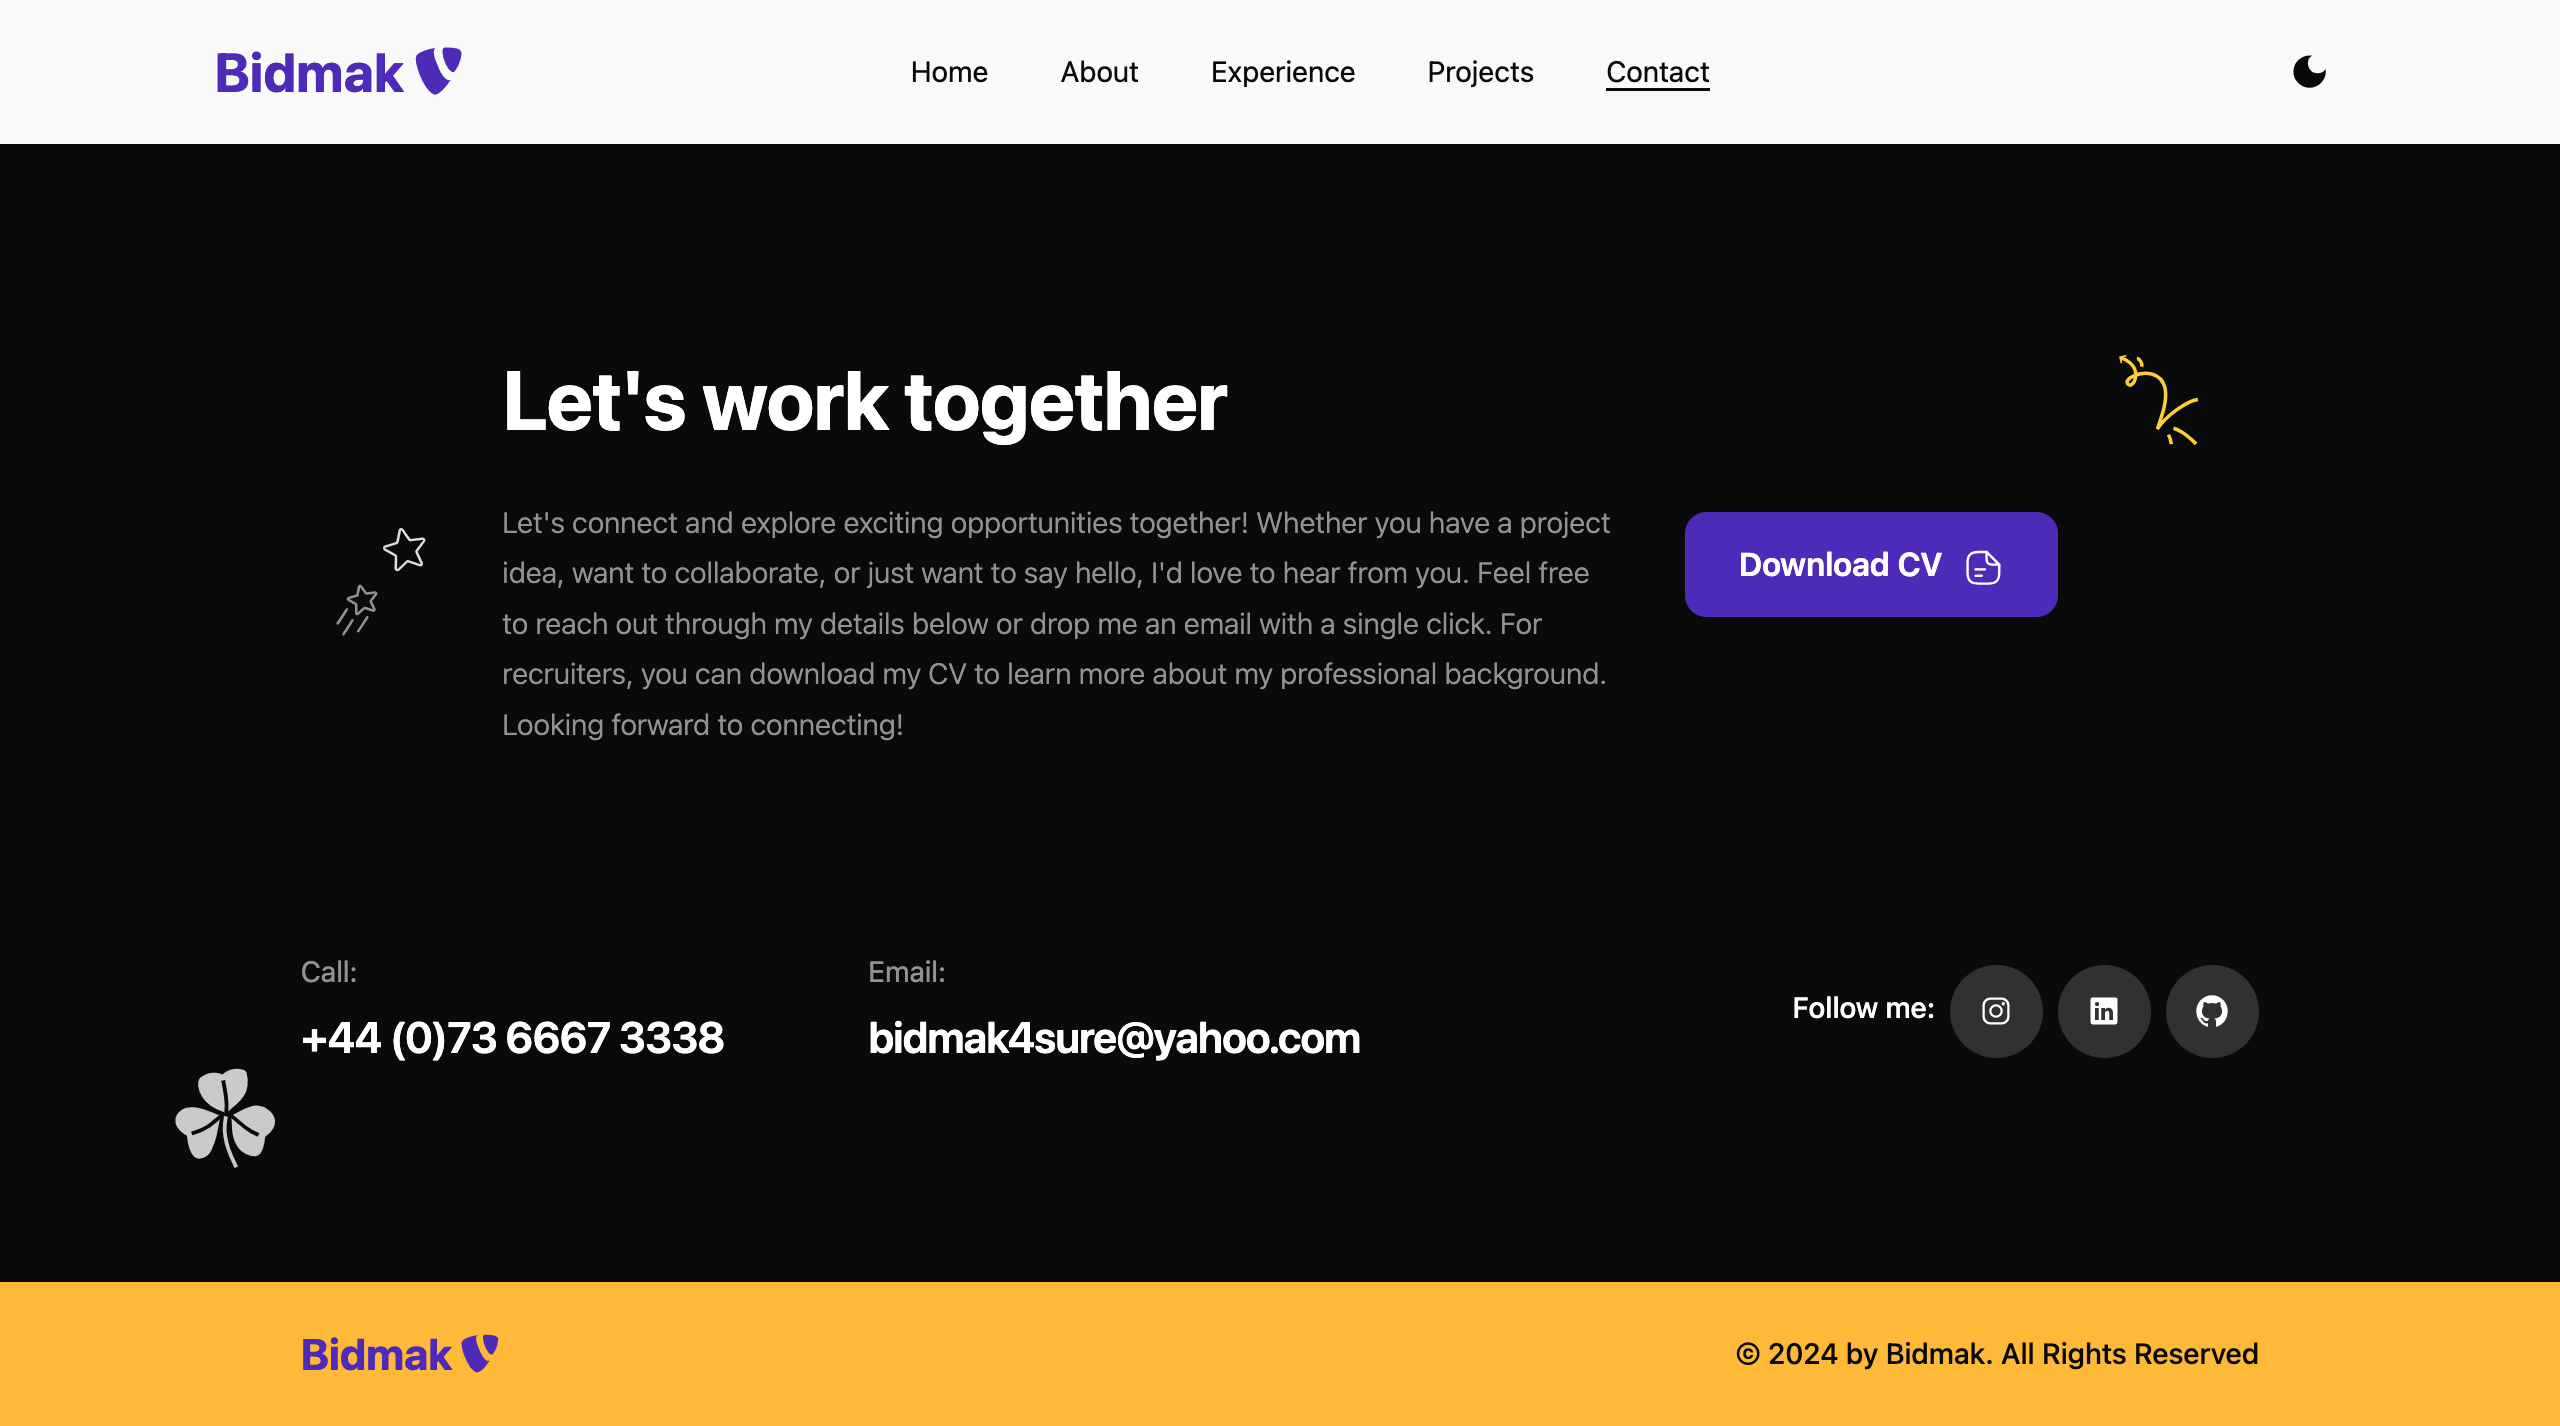 Bidmak
Home
About
Experience
Projects
Contact
Let's work together
Let's connect and explore exciting opportunities together! Whether you have a project
idea, want to collaborate, or just want to say hello, I'd love to hear from you. Feel free
to reach out through my details below or drop me an email with a single click. For
recruiters, you can download my CV to learn more about my professional background.
Looking forward to connecting!
Download CV
Call:
+44 (0)73 6667 3338
Email:
bidmak4sure@yahoo.com
Follow me:
Bidmak
© 2024 by Bidmak. All Rights Reserved